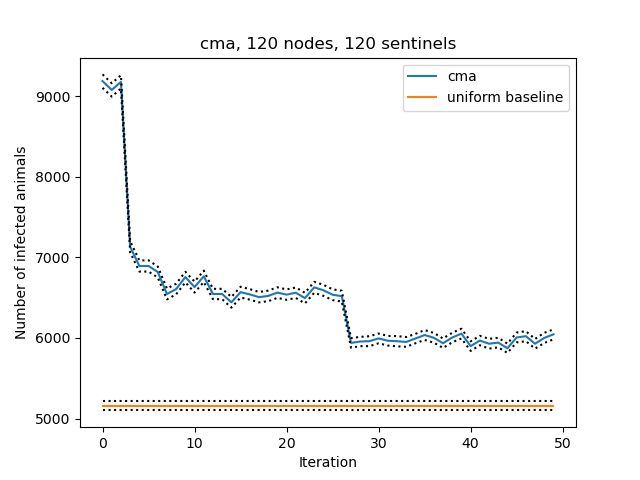 cma, 120 nodes, 120 sentinels
cma
uniform baseline
Number of infected animals
9000
8000
7000
6000
5000
0 10 20 30 40 50
Iteration